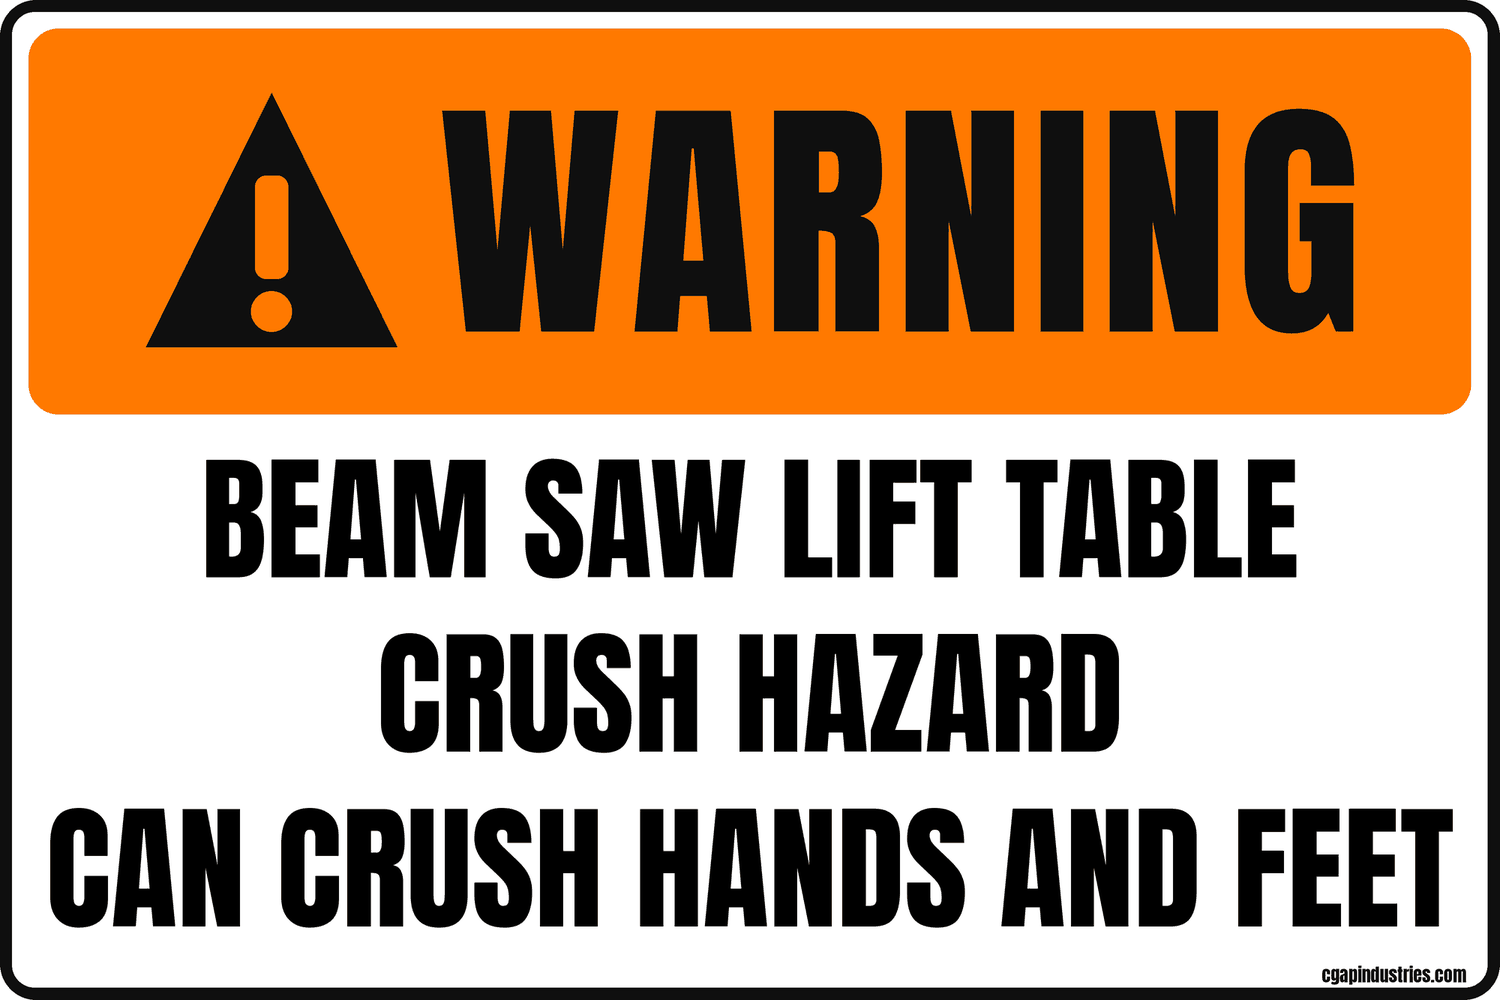 WARNING
BEAM SAW LIFT TABLE
CRUSH HAZARD
CAN CRUSH HANDS AND FEET
cgapindustries.com